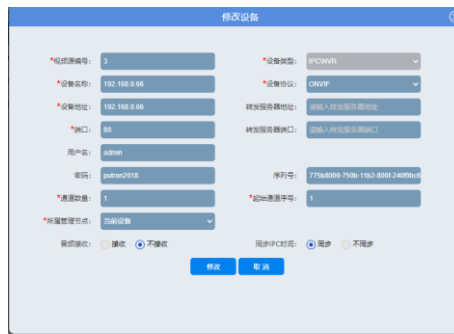 修改设备
*视频源编号: 3 *设备类型: IPC\NVR
*设备名称: 192.168.0.66 *设备协议: ONVIF
*设备地址: 192.168.0.66 转发服务器地址: 请输入转发服务器地址
*端口: 80 转发服务器端口: 请输入转发服务器端口
用户名: admin
密码: putron2018 序列号:
*通道数量: 1 *起始通道序号: 1
*所属管理节点: 当前设备
音频接收: 接收 不接收 同步IPC时间: 同步 不同步
修改 取消